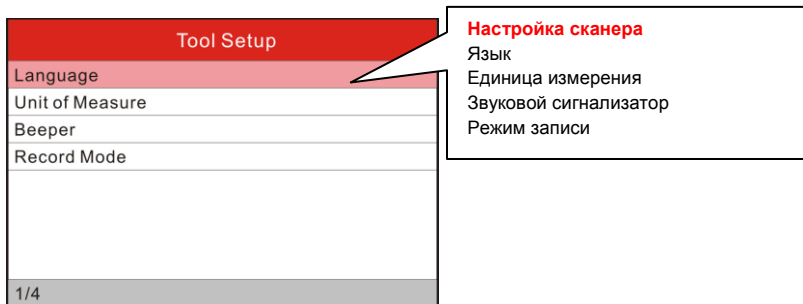 Tool Setup
Language
Unit of Measure
Beeper
Record Mode
1/4
Настройка сканера
Язык
Единица измерения
Звуковой сигнализатор
Режим записи